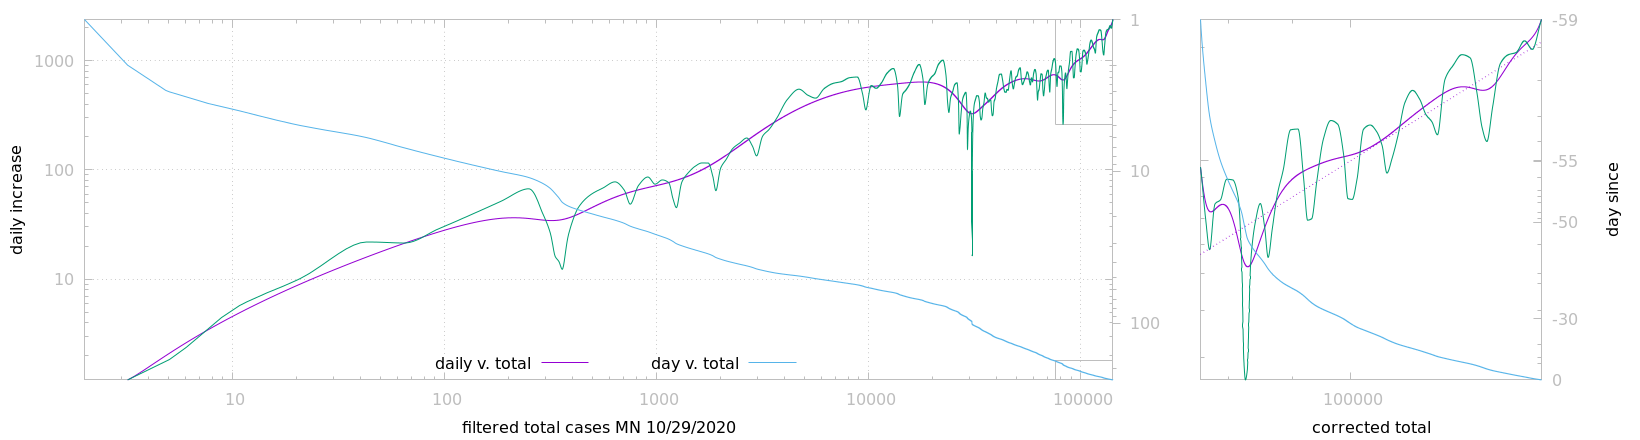 daily increase
1000
100
10
10
100
1000
10000
100000
filtered total cases MN 10/29/2020
daily v. total
day v. total
1
10
100
100000
corrected total
-59
-55
-50
-30
0
day since